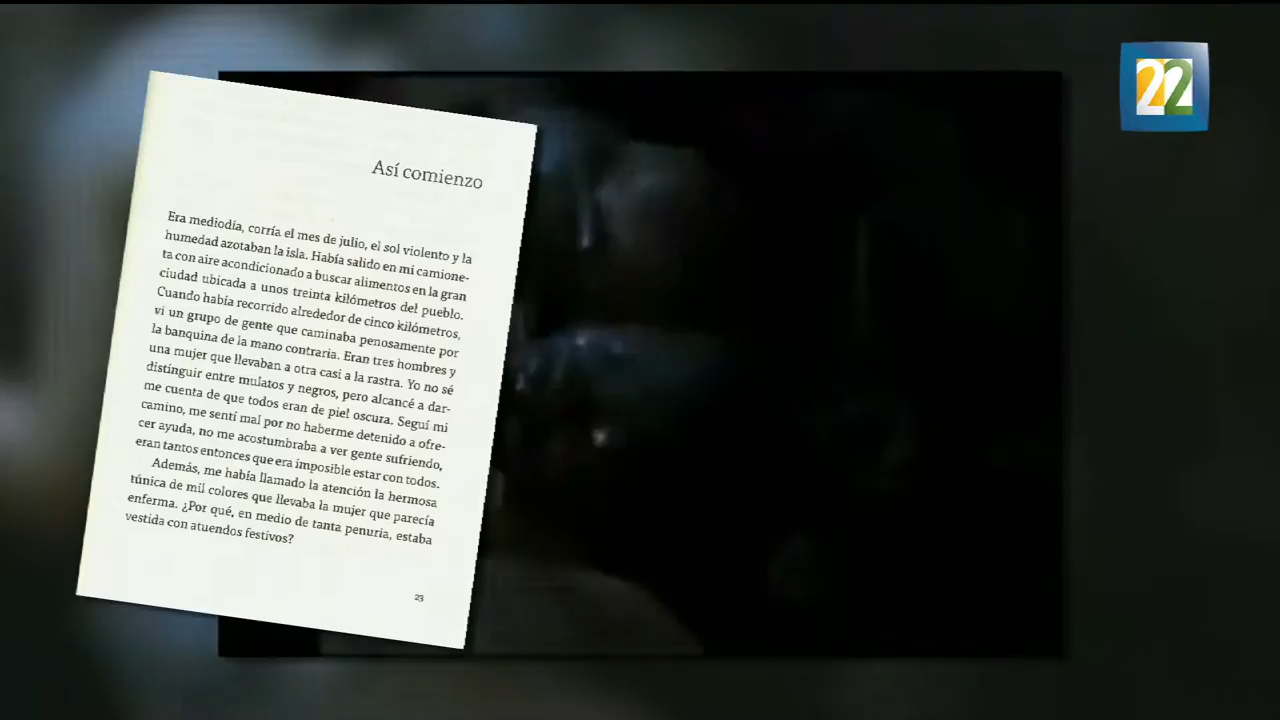 22
Así comienzo
Era mediodía, corría el mes de julio, el sol violento y la
humedad azotaban la isla. Había salido en mi camione-
ta con aire acondicionado a buscar alimentos en la gran
ciudad ubicada a unos treinta kilómetros del pueblo.
Cuando había recorrido alrededor de cinco kilómetros,
vi un grupo de gente que caminaba penosamente por
la banquina de la mano contraria. Eran tres hombres y
una mujer que llevaban a otra casi a la rastra. Yo no sé
distinguir entre mulatos y negros, pero alcancé a dar-
me cuenta de que todos eran de piel oscura. Seguí mi
camino, me sentí mal por no haberme detenido a ofre-
cer ayuda, no me acostumbraba a ver gente sufriendo,
eran tantos entonces que era imposible estar con todos.
Además, me había llamado la atención la hermosa
túnica de mil colores que llevaba la mujer que parecía
enferma. ¿Por qué, en medio de tanta penuria, estaba
vestida con atuendos festivos?
23